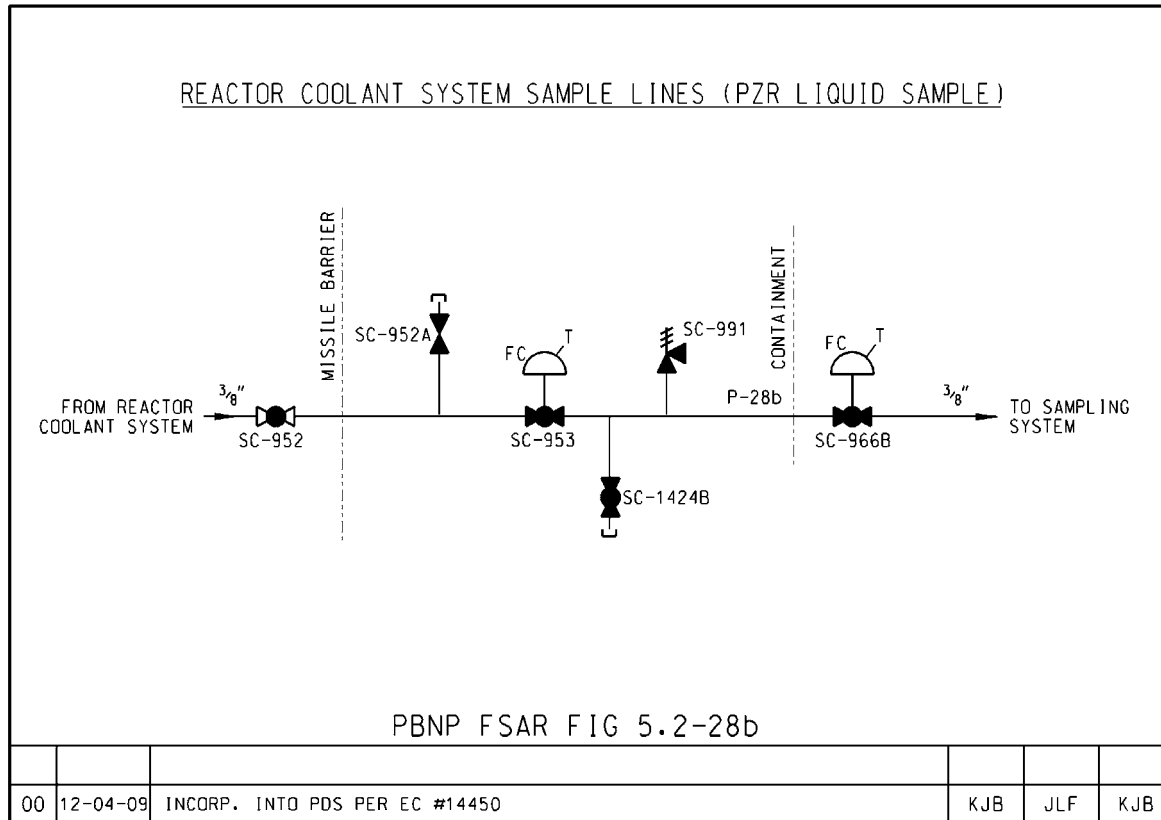 REACTOR COOLANT SYSTEM SAMPLE LINES (PZR LIQUID SAMPLE)
MISSILE BARRIER
CONTAINMENT
SC-952A
FC
T
SC-991
FC
T
FROM REACTOR
COOLANT SYSTEM
3/8"
SC-952
SC-953
P-28b
SC-966B
3/8"
TO SAMPLING
SYSTEM
SC-1424B
PBNP FSAR FIG 5.2-28b
00 12-04-09 INCORP. INTO PDS PER EC #14450 KJB JLF KJB